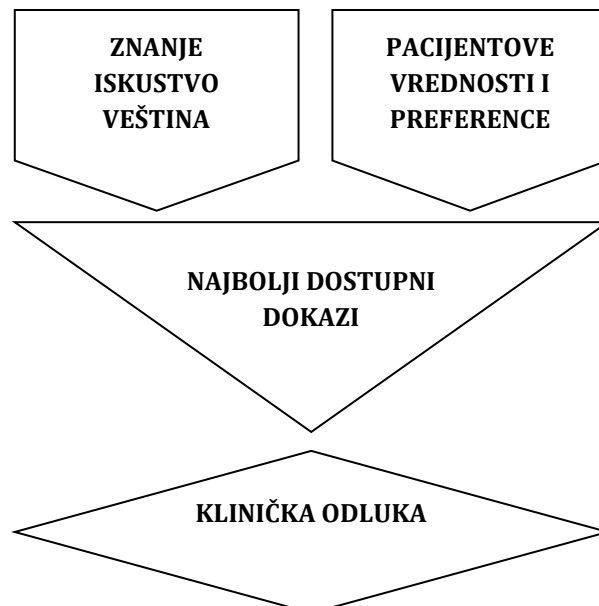 ZNANJE
ISKUSTVO
VEŠTINA
PACIJENTOVE
VREDNOSTI I
PREFERENCE
NAJBOLJI DOSTUPNI
DOKAZI
KLINIČKA ODLUKA